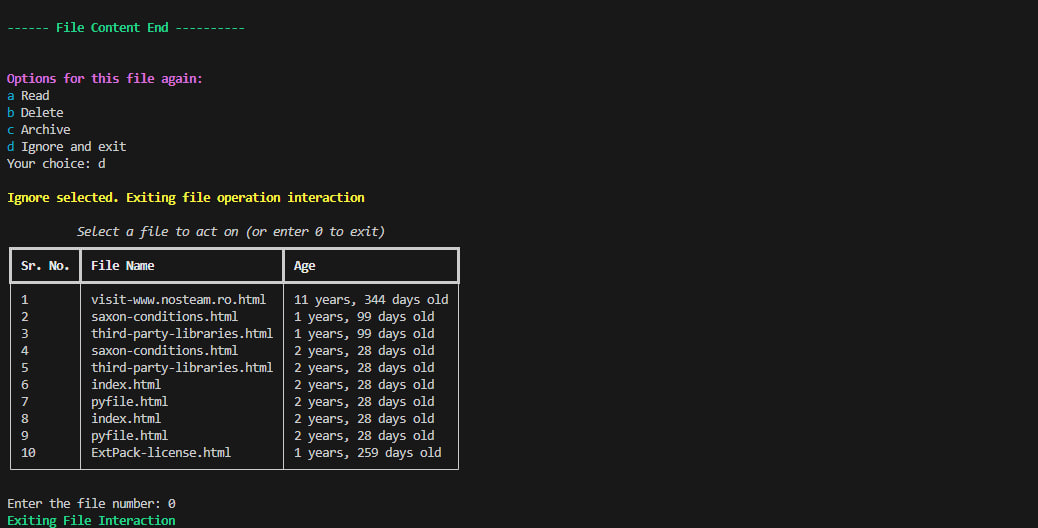 ------ File Content End ----------
Options for this file again:
a Read
b Delete
c Archive
d Ignore and exit
Your choice: d
Ignore selected. Exiting file operation interaction
Select a file to act on (or enter 0 to exit)
Sr. No. File Name Age
1 visit-www.nosteam.ro.html 11 years, 344 days old
2 saxon-conditions.html 1 years, 99 days old
3 third-party-libraries.html 1 years, 99 days old
4 saxon-conditions.html 2 years, 28 days old
5 third-party-libraries.html 2 years, 28 days old
6 index.html 2 years, 28 days old
7 pyfile.html 2 years, 28 days old
8 index.html 2 years, 28 days old
9 pyfile.html 2 years, 28 days old
10 ExtPack-license.html 1 years, 259 days old
Enter the file number: 0
Exiting File Interaction